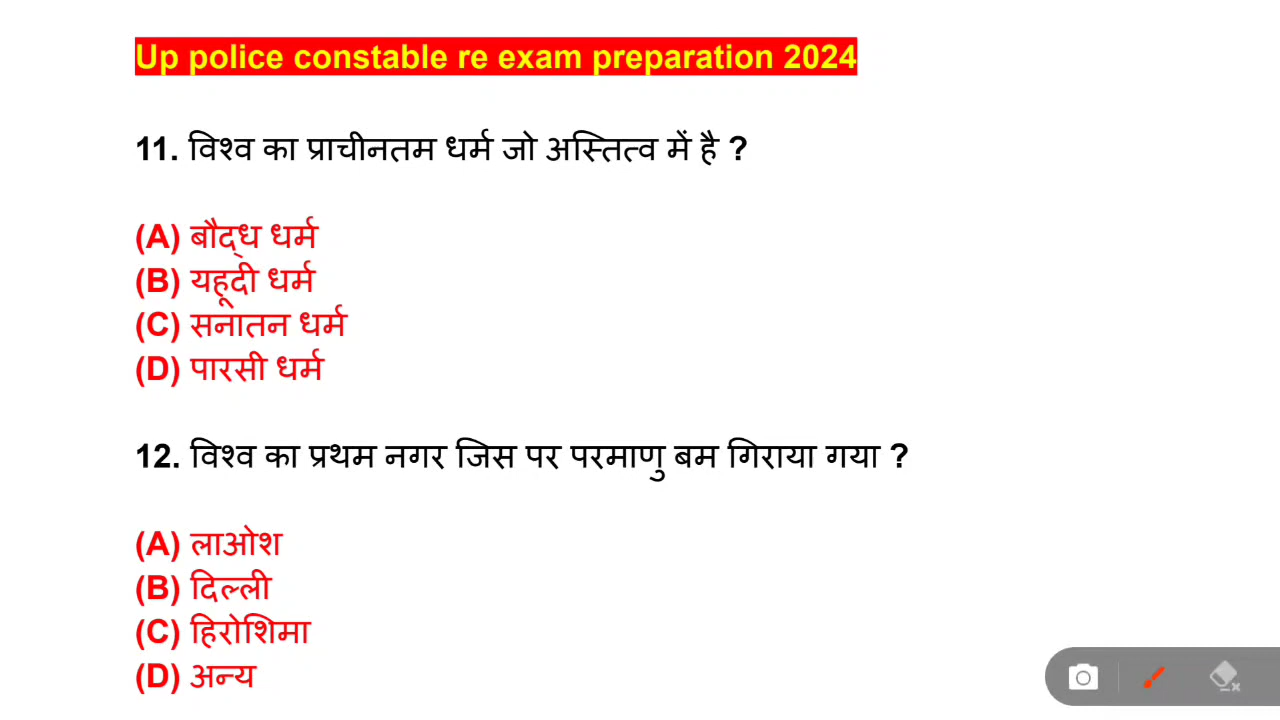 Up police constable re exam preparation 2024
11. विश्व का प्राचीनतम धर्म जो अस्तित्व में है ?
(A) बौद्ध धर्म
(B) यहूदी धर्म
(C) सनातन धर्म
(D) पारसी धर्म
12. विश्व का प्रथम नगर जिस पर परमाणु बम गिराया गया ?
(A) लाओश
(B) दिल्ली
(C) हिरोशिमा
(D) अन्य